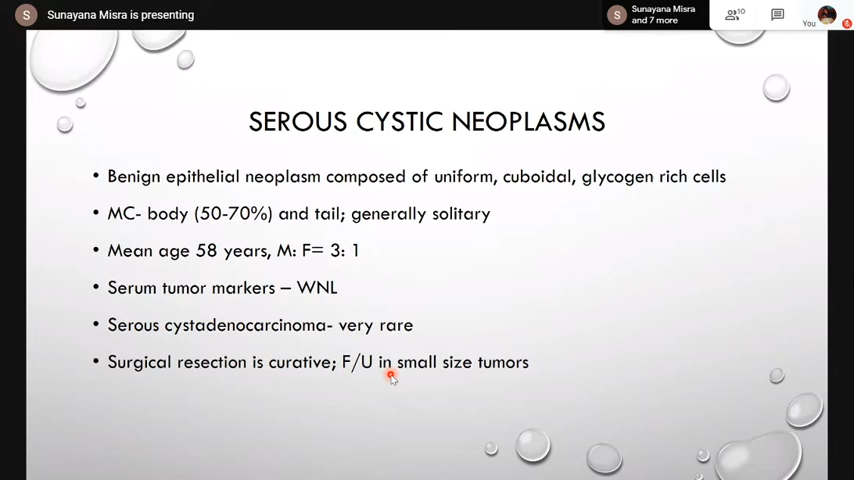 S Sunayana Misra is presenting
S Sunayana Misra
and 7 more
10
You
SEROUS CYSTIC NEOPLASMS
• Benign epithelial neoplasm composed of uniform, cuboidal, glycogen rich cells
• MC- body (50-70%) and tail; generally solitary
• Mean age 58 years, M: F= 3: 1
• Serum tumor markers – WNL
• Serous cystadenocarcinoma- very rare
• Surgical resection is curative; F/U in small size tumors